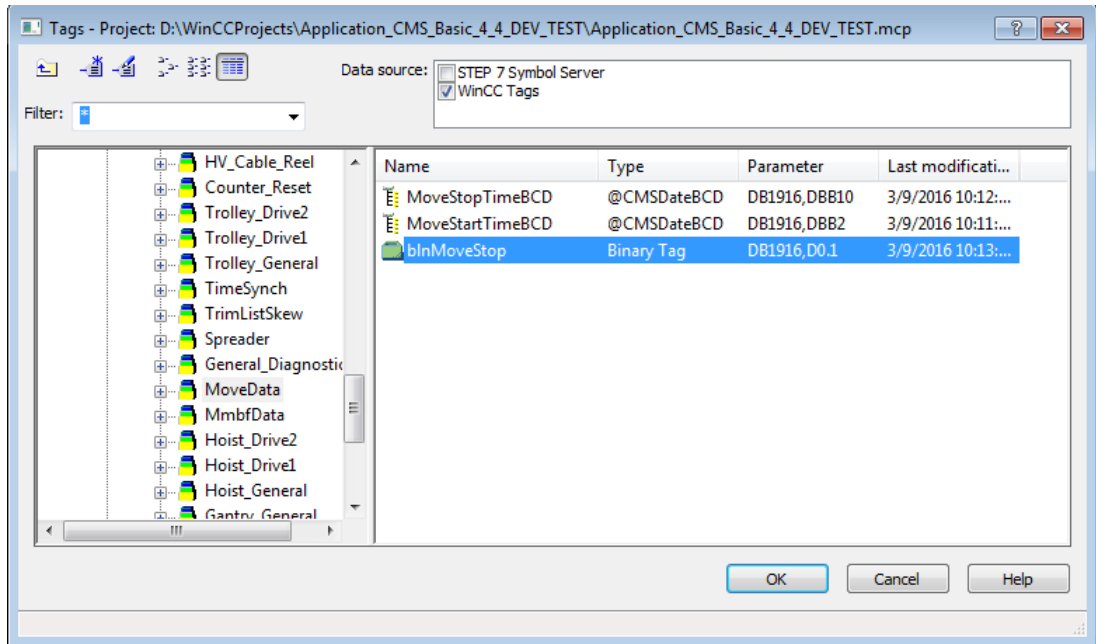 Tags - Project: D:\WinCCProjects\Application_CMS_Basic_4_4_DEV_TEST\Application_CMS_Basic_4_4_DEV_TEST.mcp
Data source:
STEP 7 Symbol Server
WinCC Tags
Filter: *
HV_Cable_Reel
Counter_Reset
Trolley_Drive2
Trolley_Drive1
Trolley_General
TimeSynch
TrimListSkew
Spreader
General_Diagnostic
MoveData
MmbfData
Hoist_Drive2
Hoist_Drive1
Hoist_General
Gantry_General
Name Type Parameter Last modificati...
MoveStopTimeBCD @CMSDateBCD DB1916,DBB10 3/9/2016 10:12:...
MoveStartTimeBCD @CMSDateBCD DB1916,DBB2 3/9/2016 10:11:...
bInMoveStop Binary Tag DB1916,D0.1 3/9/2016 10:13:...
OK Cancel Help